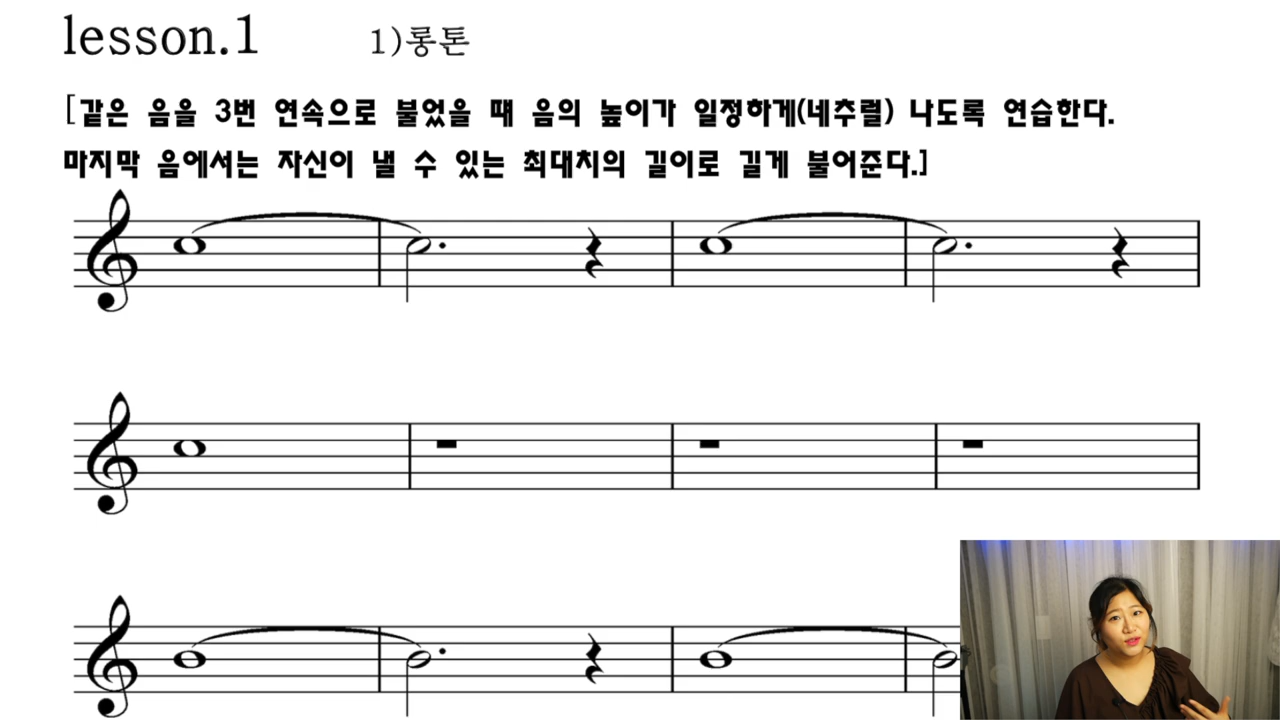 lesson.1 1)롱톤
[같은 음을 3번 연속으로 불었을 때 음의 높이가 일정하게(네추럴) 나도록 연습한다.
마지막 음에서는 자신이 낼 수 있는 최대치의 길이로 길게 불어준다.]